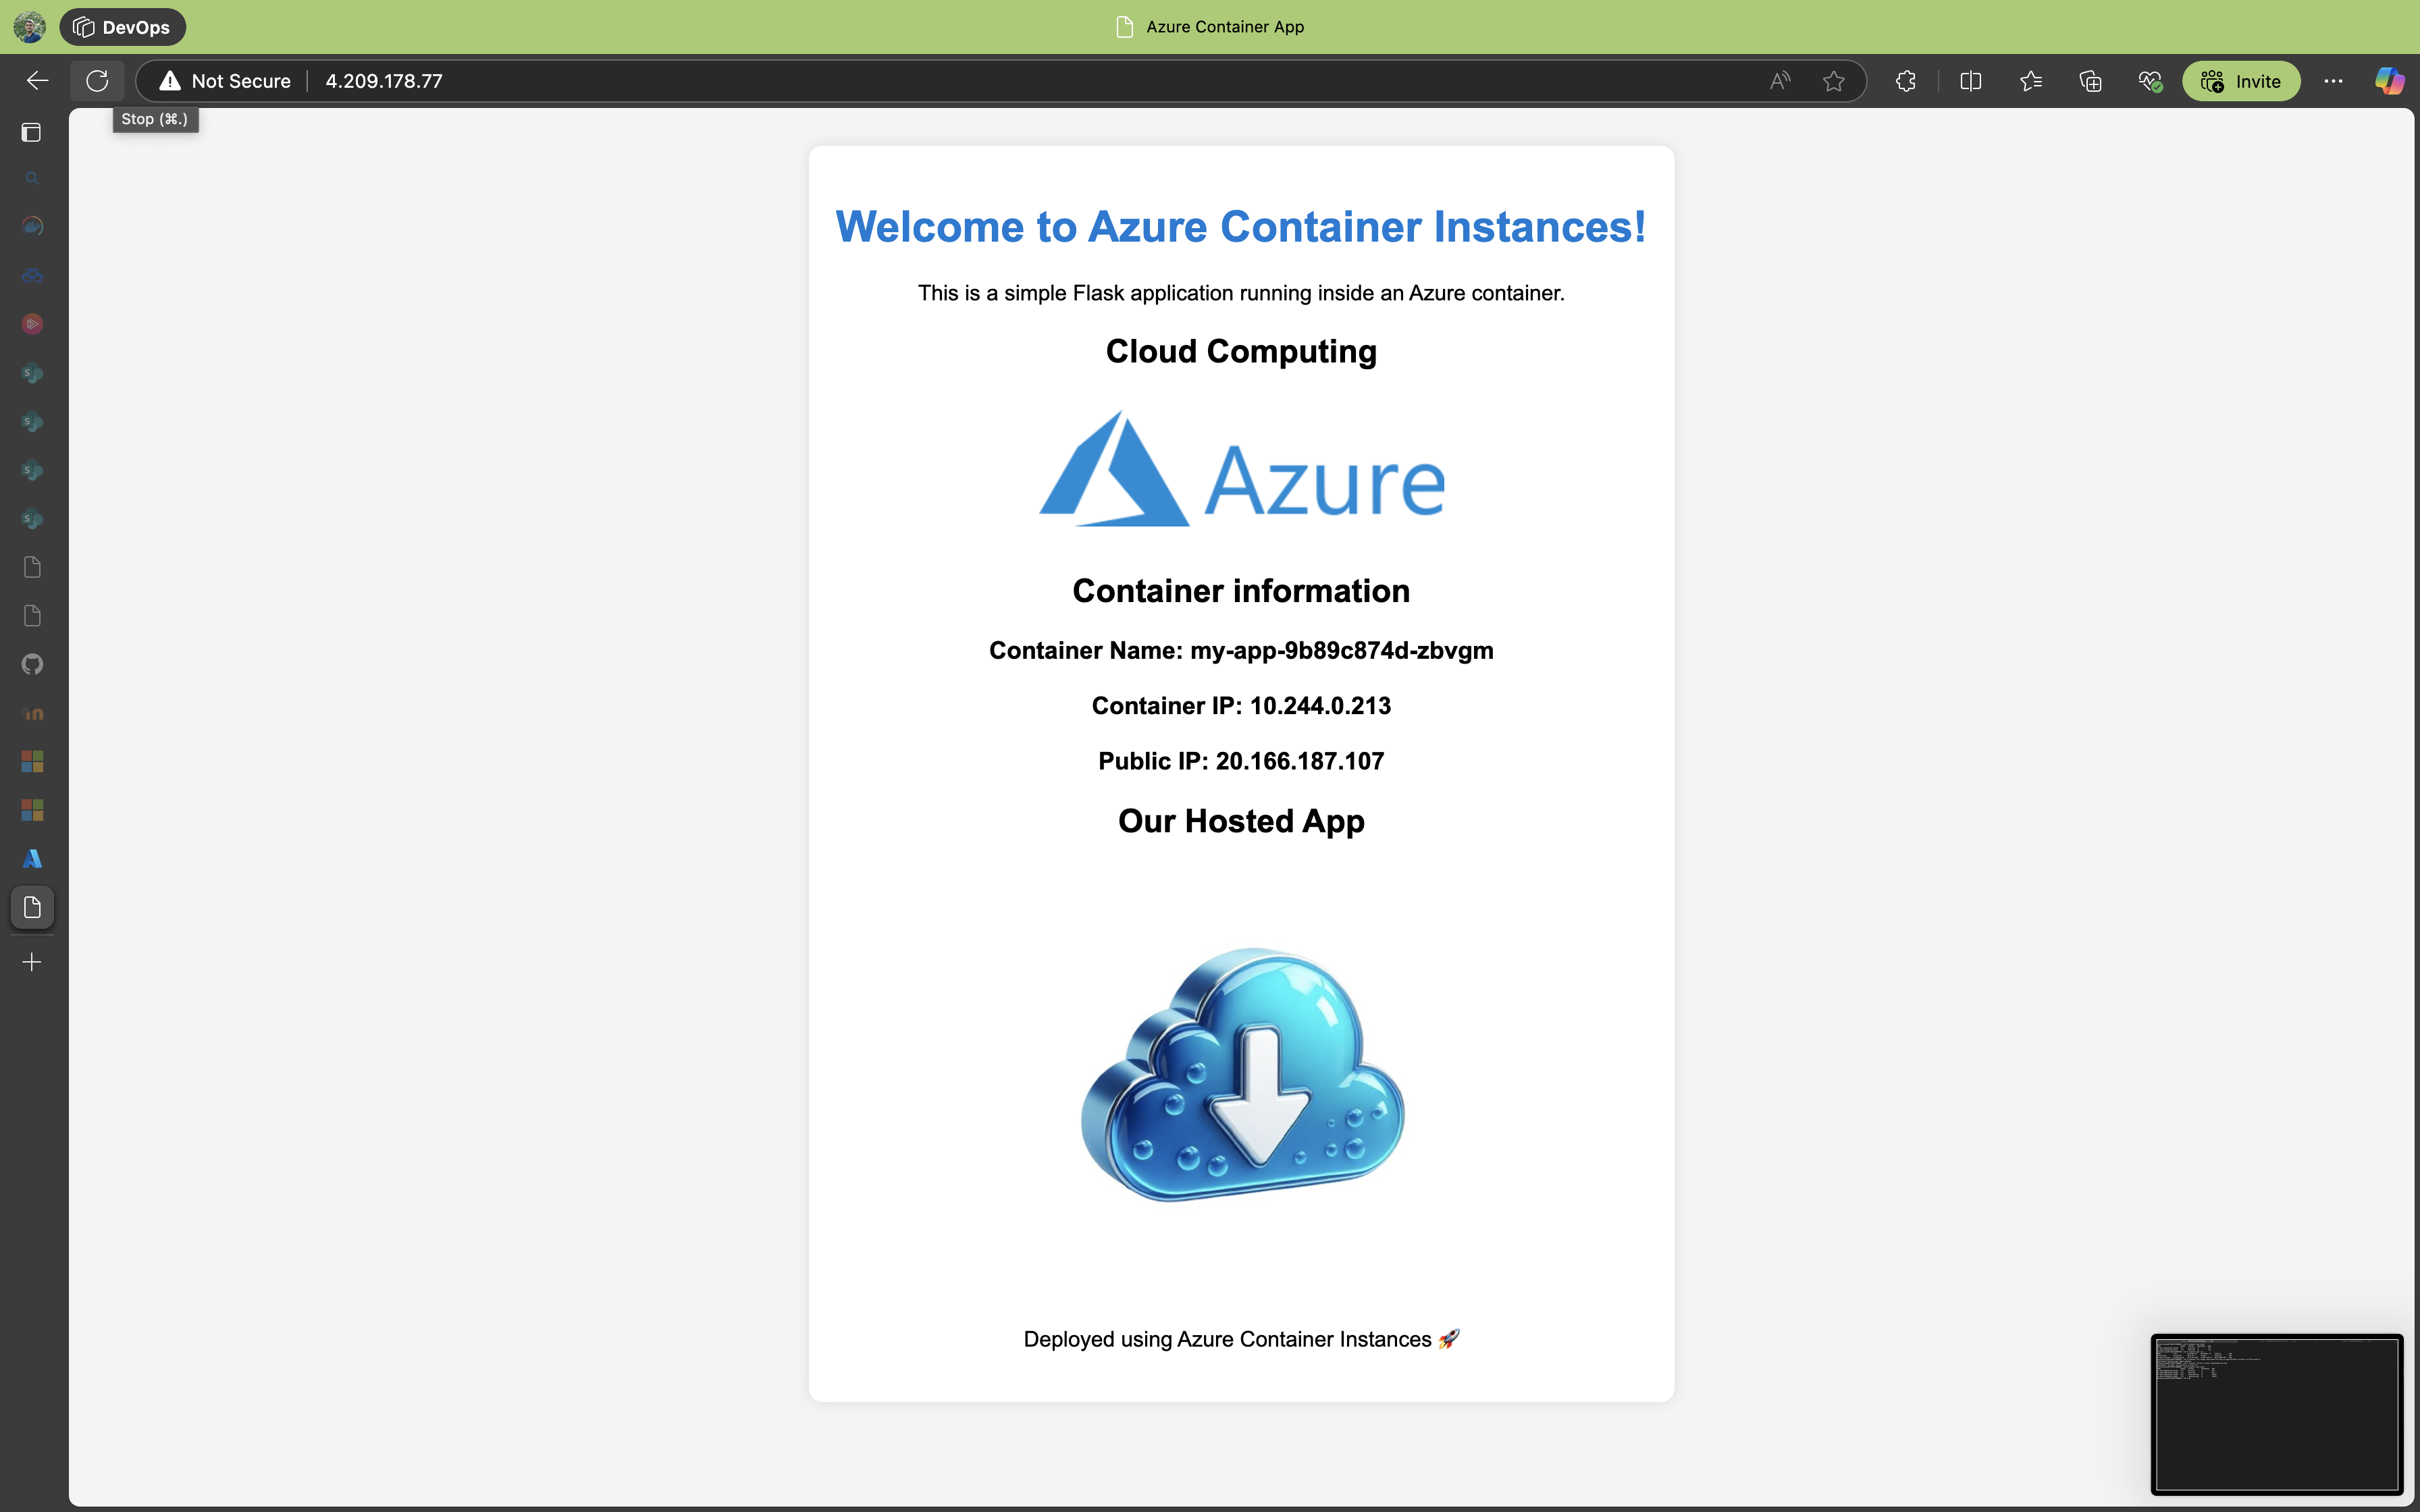 DevOps
Azure Container App
Not Secure
4.209.178.77
Invite
Stop (⌘.)
Welcome to Azure Container Instances!
This is a simple Flask application running inside an Azure container.
Cloud Computing
Azure
Container information
Container Name: my-app-9b89c874d-zbvgm
Container IP: 10.244.0.213
Public IP: 20.166.187.107
Our Hosted App
Deployed using Azure Container Instances 🚀